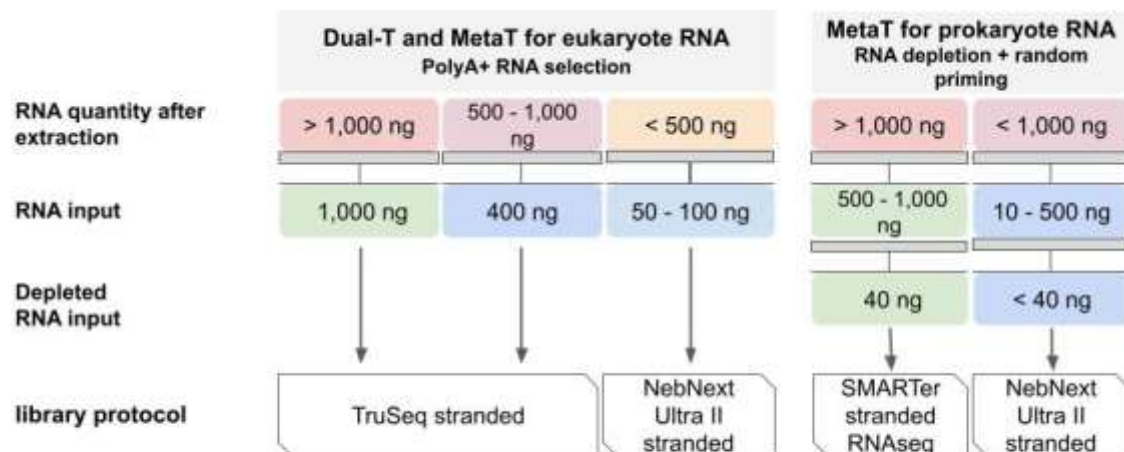 Dual-T and MetaT for eukaryote RNA
PolyA+ RNA selection
MetaT for prokaryote RNA
RNA depletion + random
priming
RNA quantity after
extraction
> 1,000 ng
500 - 1,000
ng
< 500 ng
> 1,000 ng
< 1,000 ng
RNA input
1,000 ng
400 ng
50 - 100 ng
500 - 1,000
ng
10 - 500 ng
Depleted
RNA input
40 ng
< 40 ng
library protocol
TruSeq stranded
NebNext
Ultra II
stranded
SMARTer
stranded
RNAseq
NebNext
Ultra II
stranded